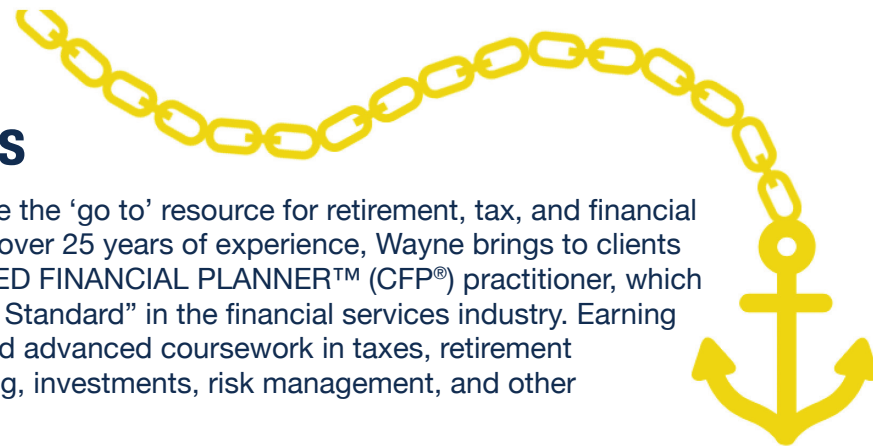 s
e the ‘go to’ resource for retirement, tax, and financial
over 25 years of experience, Wayne brings to clients
ED FINANCIAL PLANNER™ (CFP®) practitioner, which
Standard” in the financial services industry. Earning
d advanced coursework in taxes, retirement
g, investments, risk management, and other